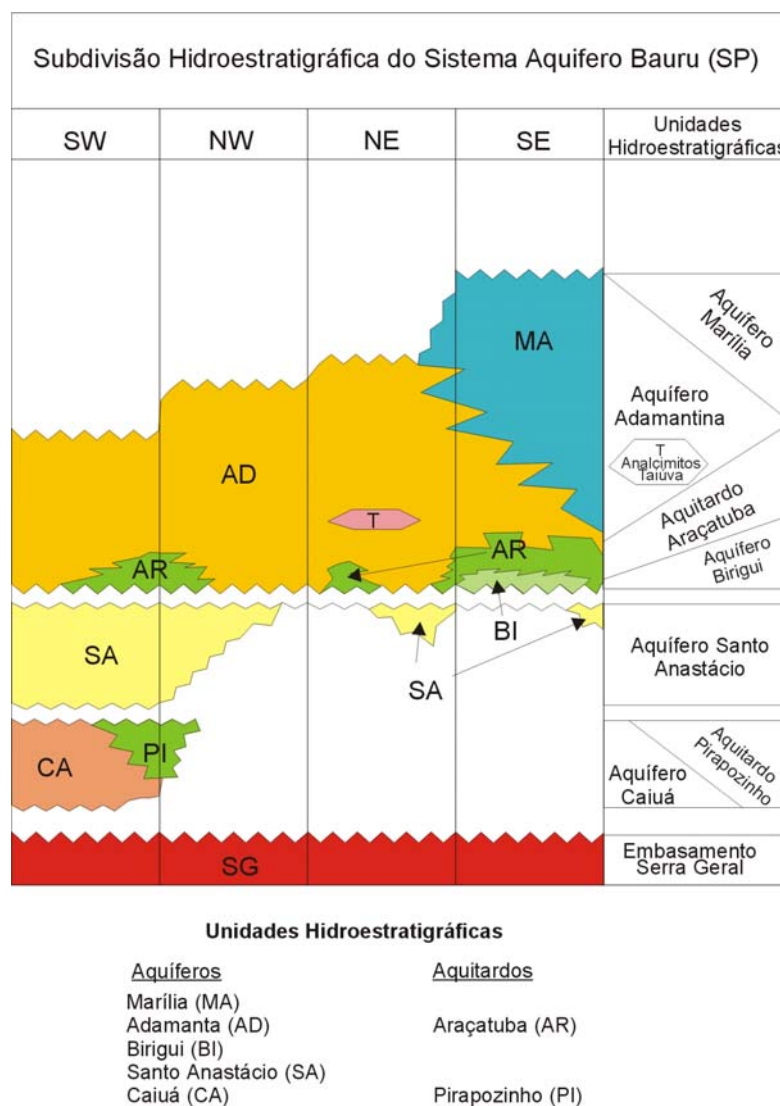 Subdivisão Hidroestratigráfica do Sistema Aquifero Bauru (SP)
SW
NW
NE
SE
Unidades
Hidroestratigráficas
MA
Aquífero
Marília
Aquífero
Adamantina
AD
T
T
Analcimitos
Taiúva
Aquitardo
Araçatuba
AR
AR
Aquífero
Birigui
BI
SA
SA
Aquífero Santo
Anastácio
CA
PI
Aquífero
Caiuá
Aquitardo
Pirapozinho
SG
Embasamento
Serra Geral
Unidades Hidroestratigráficas
Aquíferos
Aquitardos
Marília (MA)
Adamanta (AD)
Araçatuba (AR)
Birigui (BI)
Santo Anastácio (SA)
Caiuá (CA)
Pirapozinho (PI)